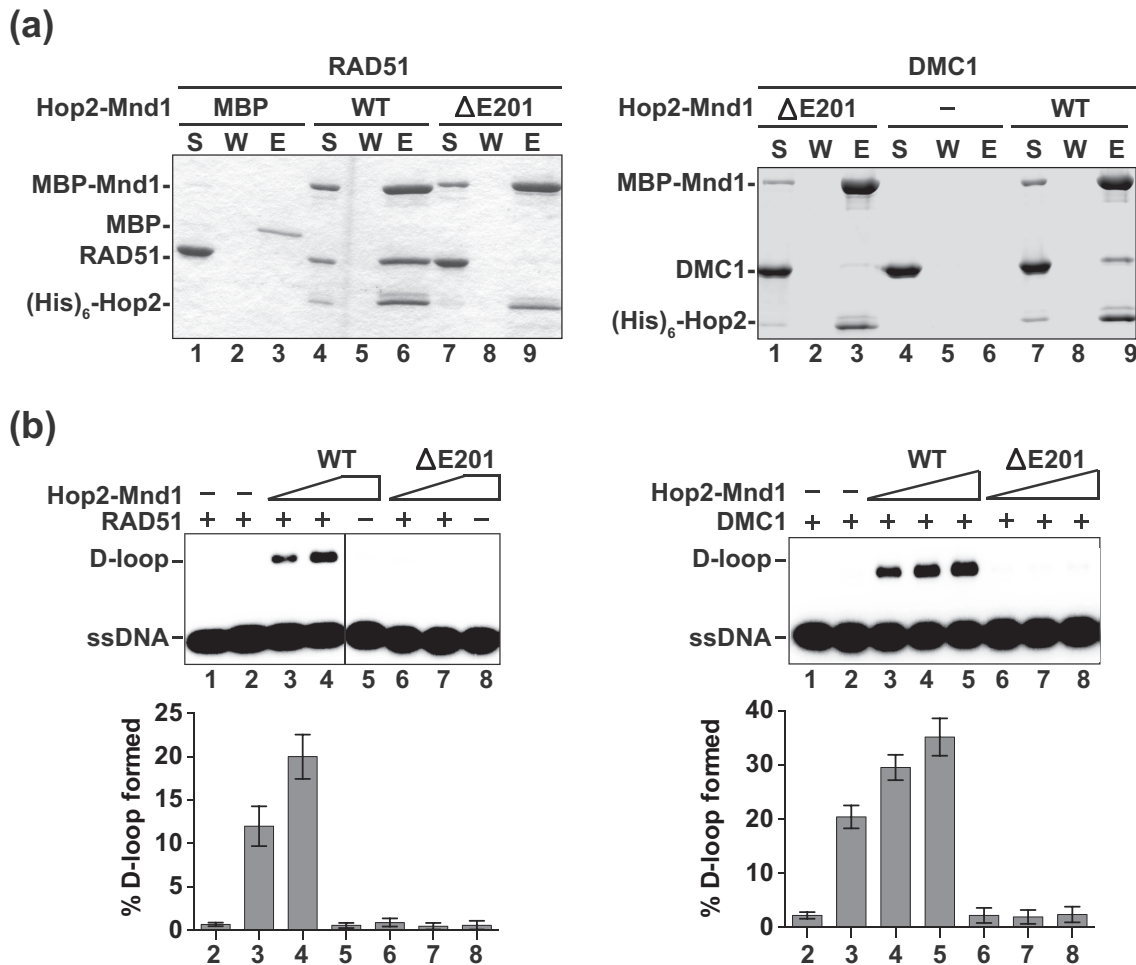 (a)
RAD51
Hop2-Mnd1 MBP WT ΔE201
S W E S W E S W E
MBP-Mnd1-
MBP-
RAD51-
(His)6-Hop2-
1 2 3 4 5 6 7 8 9
DMC1
Hop2-Mnd1 ΔE201 – WT
S W E S W E S W E
MBP-Mnd1-
DMC1-
(His)6-Hop2-
1 2 3 4 5 6 7 8 9
(b)
WT ΔE201
Hop2-Mnd1 – –
RAD51 + + + + – + + –
D-loop –
ssDNA –
1 2 3 4 5 6 7 8
% D-loop formed
25
20
15
10
5
0
2 3 4 5 6 7 8
WT ΔE201
Hop2-Mnd1 – –
DMC1 + + + + + + + +
D-loop –
ssDNA –
1 2 3 4 5 6 7 8
% D-loop formed
40
30
20
10
0
2 3 4 5 6 7 8